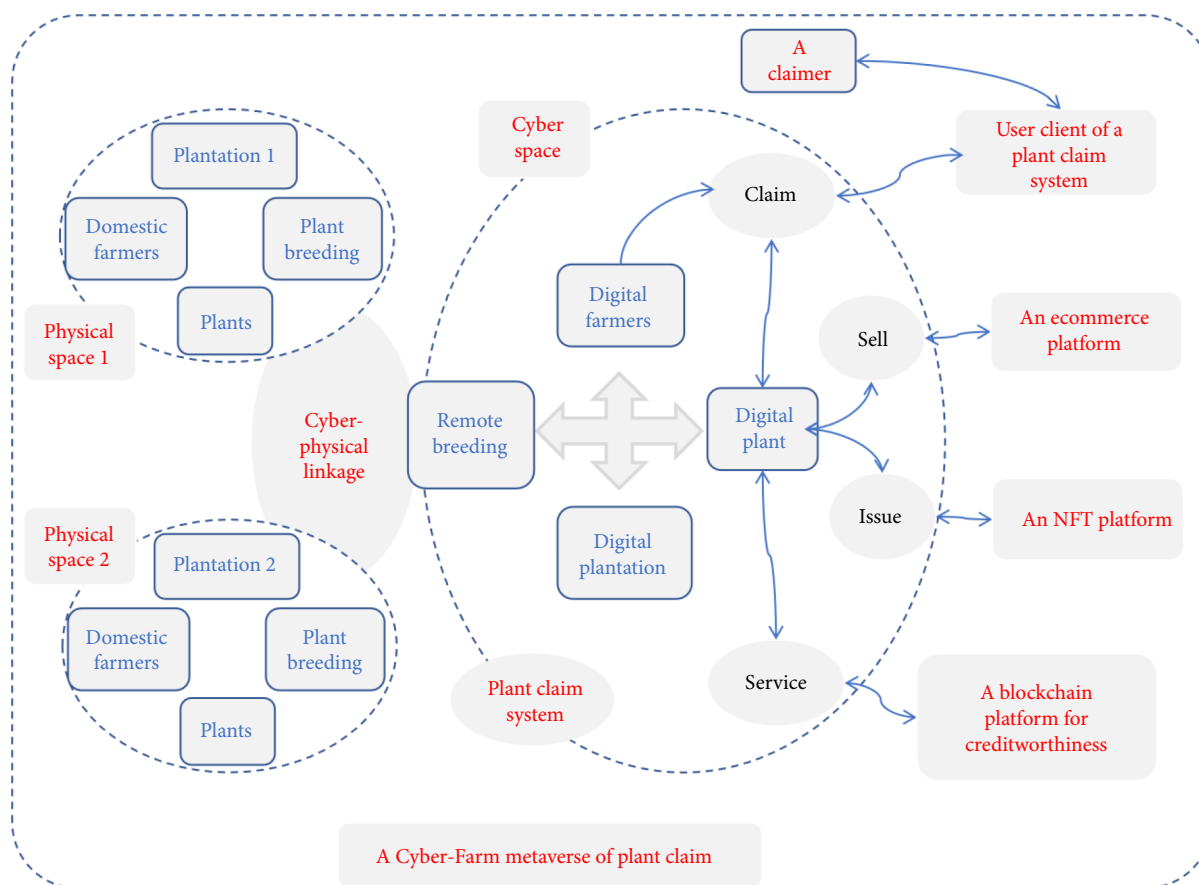 A
claimer
Cyber
space
User client of a
plant claim
system
Plantation 1
Claim
Domestic
farmers
Plant
breeding
Digital
farmers
Plants
Physical
space 1
Sell
An ecommerce
platform
Cyber-
physical
linkage
Remote
breeding
Digital
plant
Physical
space 2
Issue
An NFT platform
Plantation 2
Digital
plantation
Domestic
farmers
Plant
breeding
Plants
Plant claim
system
Service
A blockchain
platform for
creditworthiness
A Cyber-Farm metaverse of plant claim